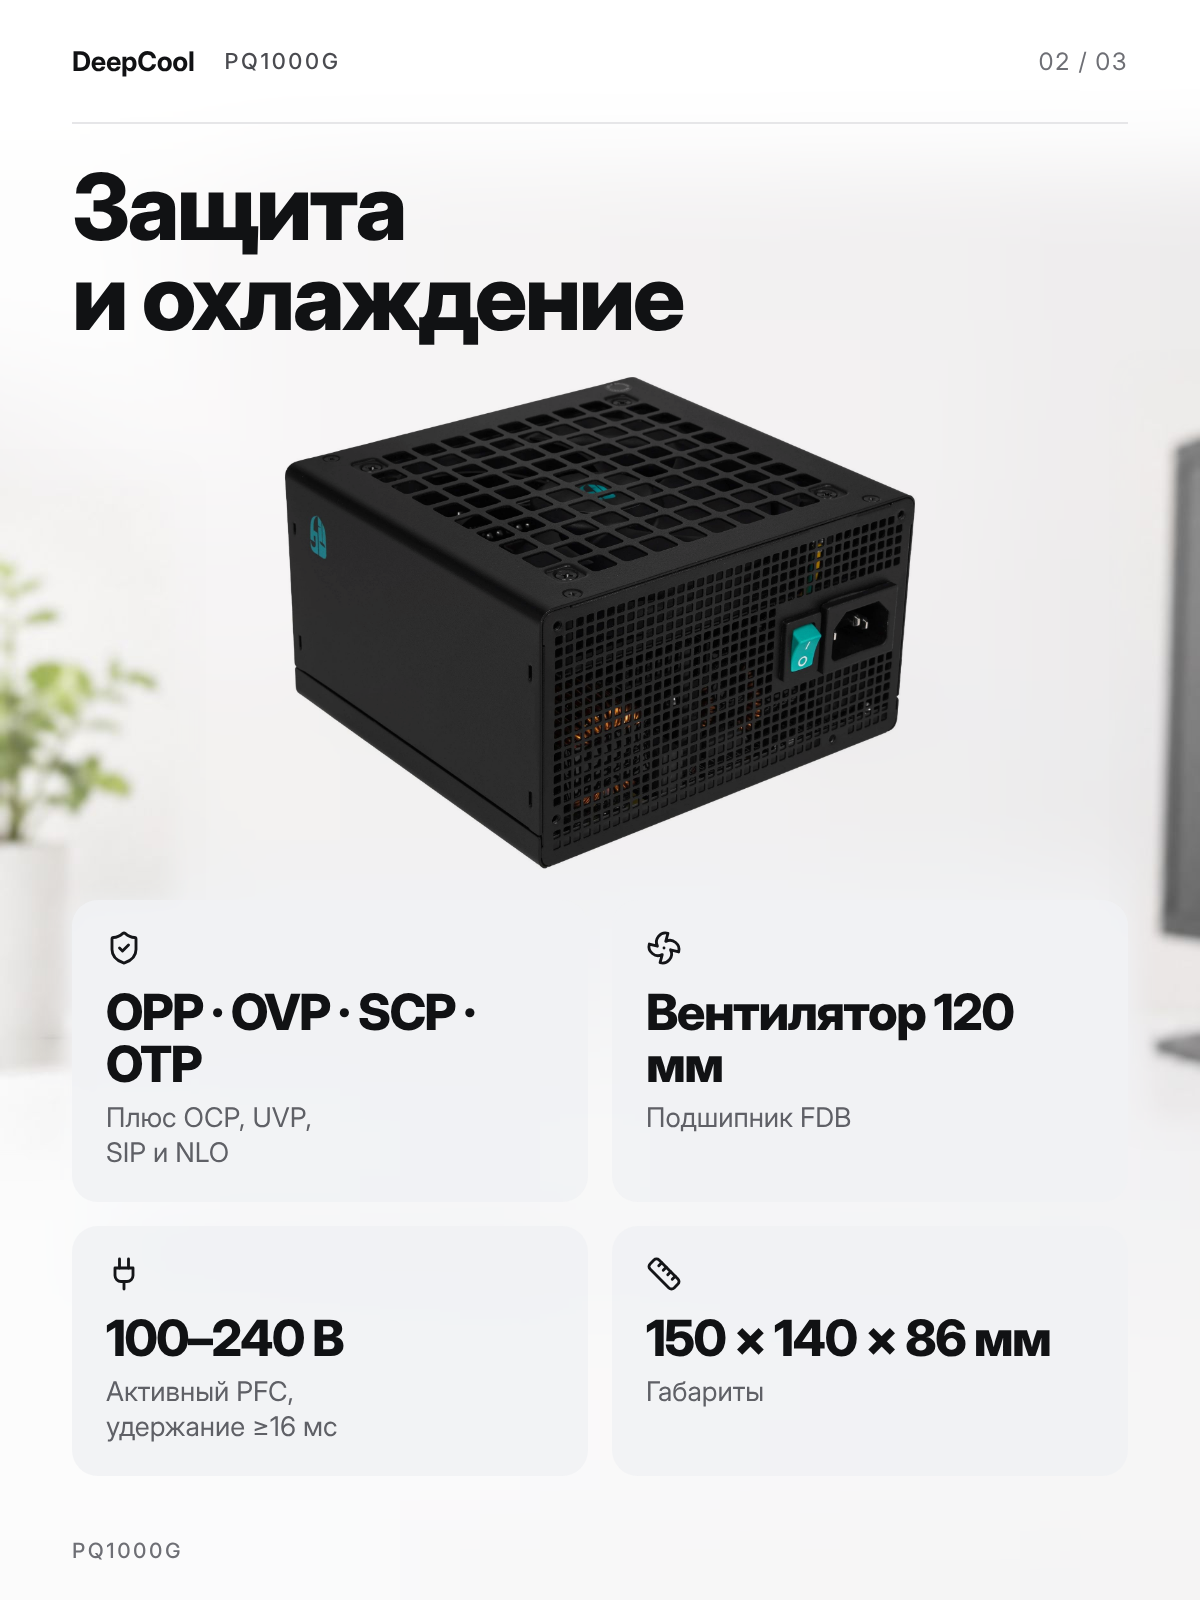 DeepCool PQ1000G 02 / 03
Защита
и охлаждение
OPP · OVP · SCP ·
OTP
Плюс OCP, UVP,
SIP и NLO
Вентилятор 120
мм
Подшипник FDB
100–240 В
Активный PFC,
удержание ≥16 мс
150 × 140 × 86 мм
Габариты
PQ1000G